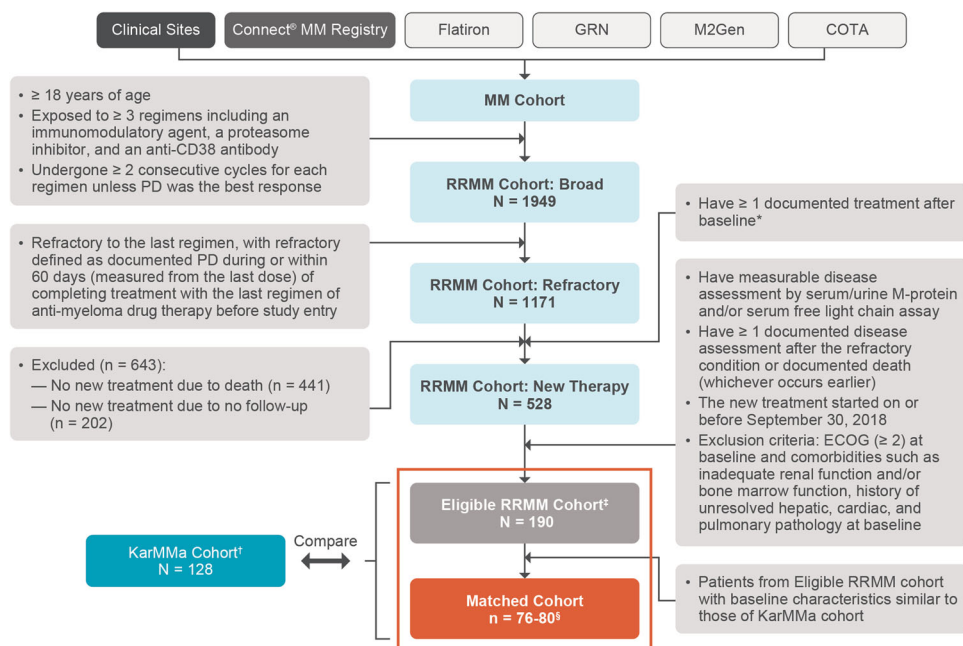 Clinical Sites
Connect® MM Registry
Flatiron
GRN
M2Gen
COTA
MM Cohort
• ≥ 18 years of age
• Exposed to ≥ 3 regimens including an
immunomodulatory agent, a proteasome
inhibitor, and an anti-CD38 antibody
• Undergone ≥ 2 consecutive cycles for each
regimen unless PD was the best response
RRMM Cohort: Broad
N = 1949
• Refractory to the last regimen, with refractory
defined as documented PD during or within
60 days (measured from the last dose) of
completing treatment with the last regimen of
anti-myeloma drug therapy before study entry
RRMM Cohort: Refractory
N = 1171
• Have ≥ 1 documented treatment after
baseline*
• Excluded (n = 643):
— No new treatment due to death (n = 441)
— No new treatment due to no follow-up
(n = 202)
RRMM Cohort: New Therapy
N = 528
• Have measurable disease
assessment by serum/urine M-protein
and/or serum free light chain assay
• Have ≥ 1 documented disease
assessment after the refractory
condition or documented death
(whichever occurs earlier)
• The new treatment started on or
before September 30, 2018
• Exclusion criteria: ECOG (≥ 2) at
baseline and comorbidities such as
inadequate renal function and/or
bone marrow function, history of
unresolved hepatic, cardiac, and
pulmonary pathology at baseline
Eligible RRMM Cohort‡
N = 190
KarMMa Cohort†
N = 128
Compare
• Patients from Eligible RRMM cohort
with baseline characteristics similar to
those of KarMMa cohort
Matched Cohort
n = 76-80§